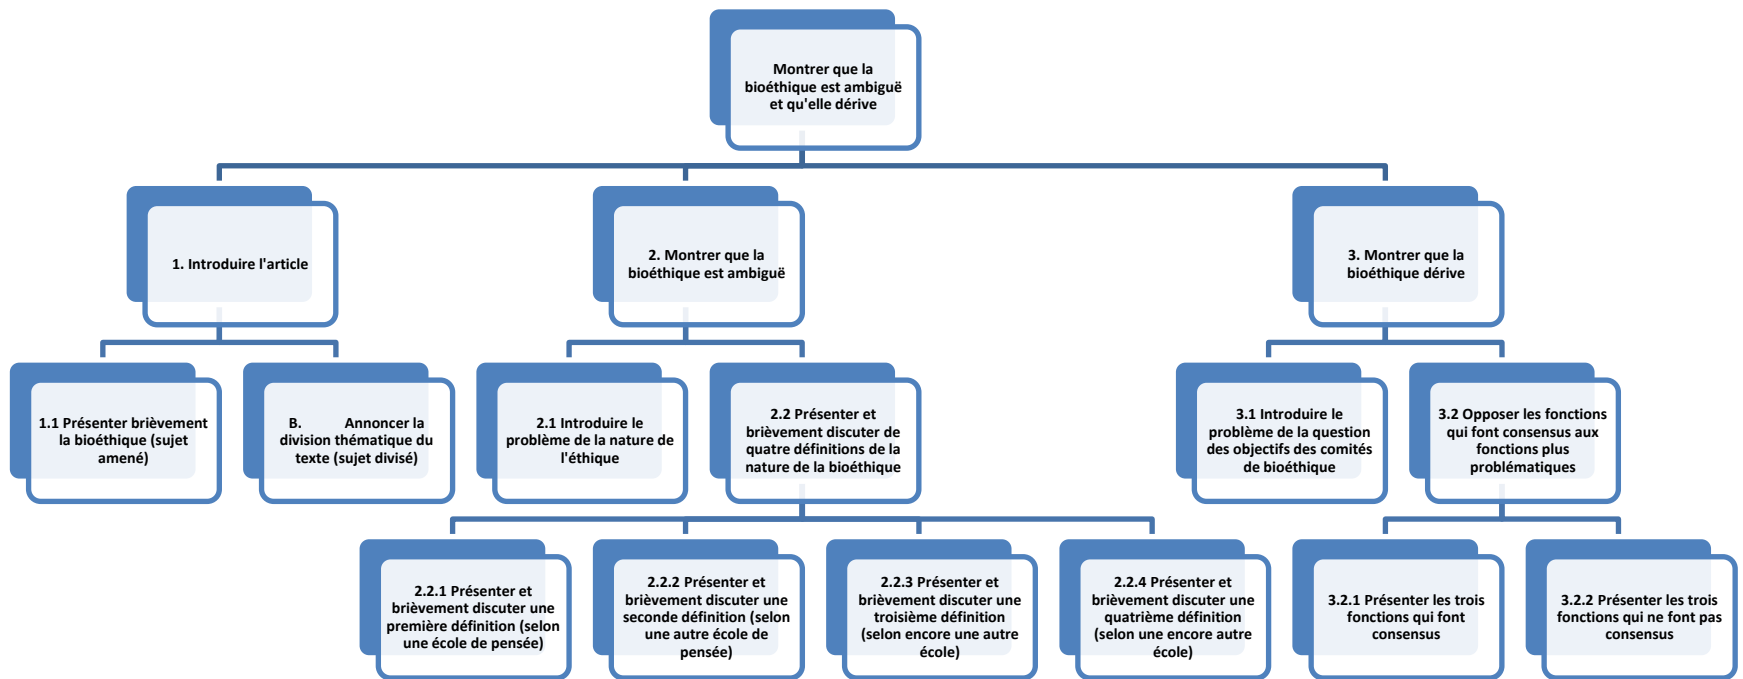 Montrer que la
bioéthique est ambiguë
et qu'elle dérive
1. Introduire l'article
2. Montrer que la
bioéthique est ambiguë
3. Montrer que la
bioéthique dérive
1.1 Présenter brièvement
la bioéthique (sujet
amené)
B. Annoncer la
division thématique du
texte (sujet divisé)
2.1 Introduire le
problème de la nature de
l'éthique
2.2 Présenter et
brièvement discuter de
quatre définitions de la
nature de la bioéthique
3.1 Introduire le
problème de la question
des objectifs des comités
de bioéthique
3.2 Opposer les fonctions
qui font consensus aux
fonctions plus
problématiques
2.2.1 Présenter et
brièvement discuter une
première définition (selon
une école de pensée)
2.2.2 Présenter et
brièvement discuter une
seconde définition (selon
une autre école de
pensée)
2.2.3 Présenter et
brièvement discuter une
troisième définition
(selon encore une autre
école)
2.2.4 Présenter et
brièvement discuter une
quatrième définition
(selon une encore autre
école)
3.2.1 Présenter les trois
fonctions qui font
consensus
3.2.2 Présenter les trois
fonctions qui ne font pas
consensus